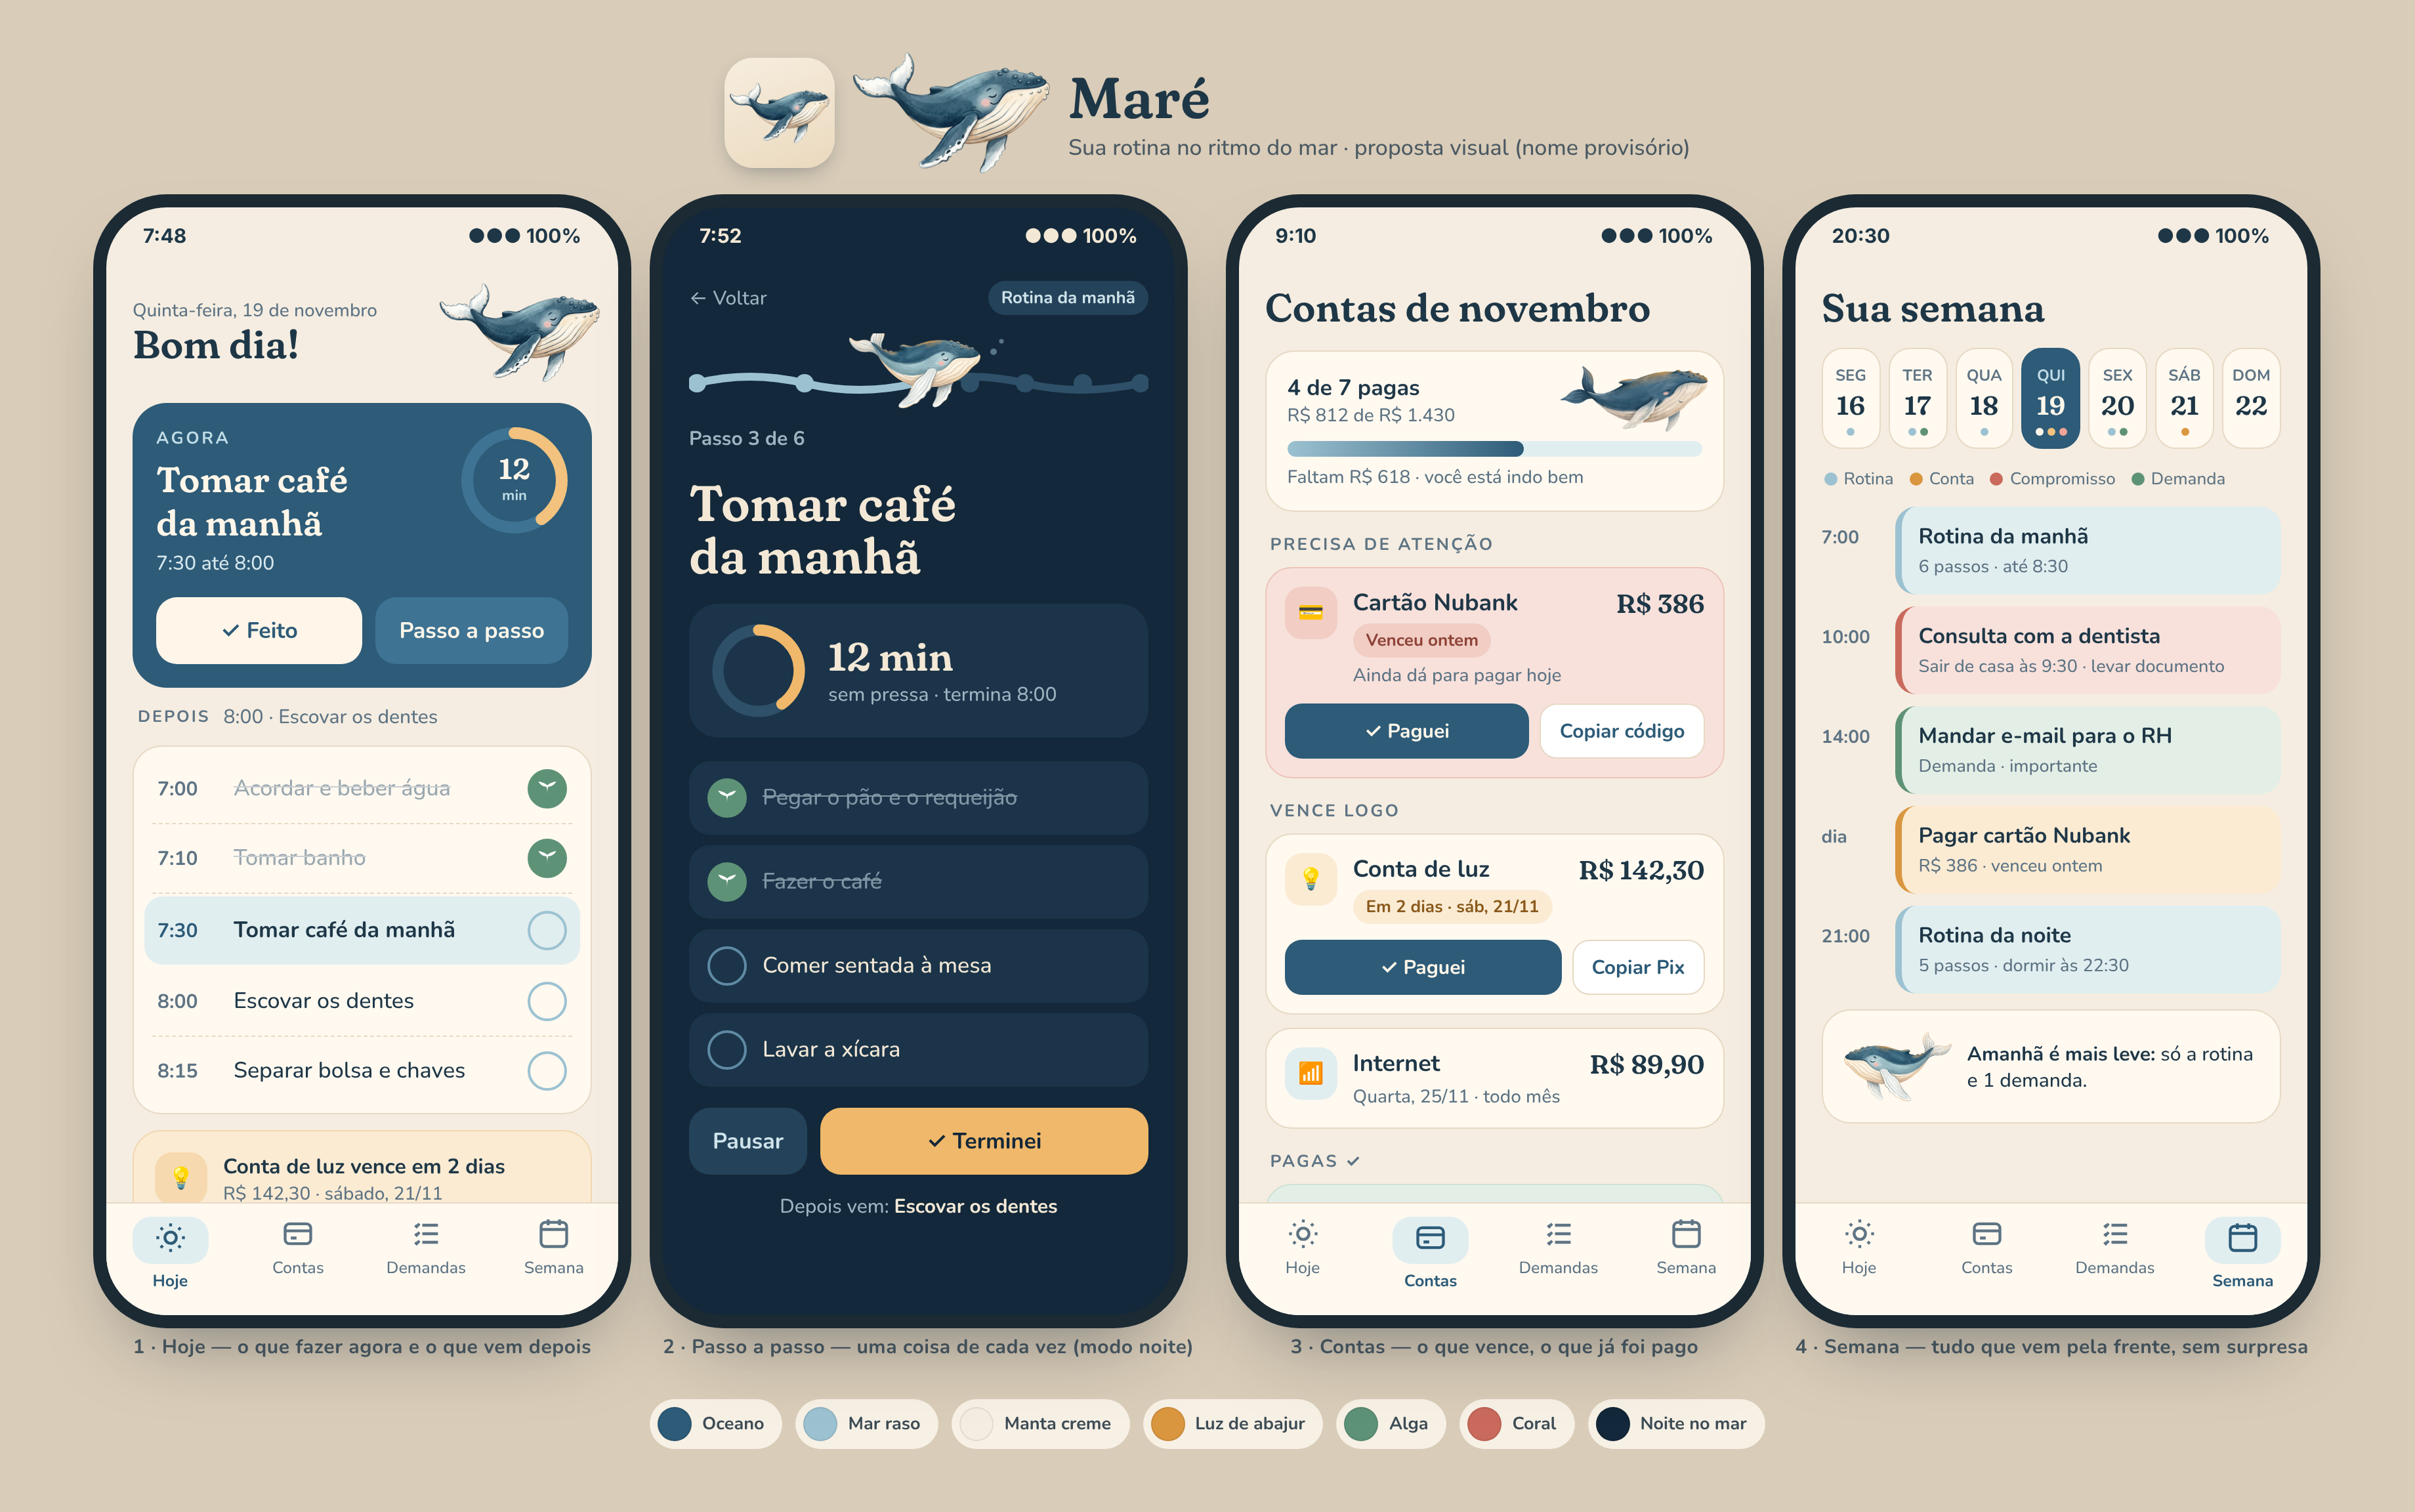 Maré
Sua rotina no ritmo do mar · proposta visual (nome provisório)
7:48
100%
Quinta-feira, 19 de novembro
Bom dia!
AGORA
Tomar café
da manhã
12
min
7:30 até 8:00
✓ Feito
Passo a passo
DEPOIS 8:00 · Escovar os dentes
7:00 Acordar e beber água
7:10 Tomar banho
7:30 Tomar café da manhã
8:00 Escovar os dentes
8:15 Separar bolsa e chaves
Conta de luz vence em 2 dias
R$ 142,30 · sábado, 21/11
Hoje
Contas
Demandas
Semana
1 · Hoje — o que fazer agora e o que vem depois
7:52
100%
← Voltar
Rotina da manhã
Passo 3 de 6
Tomar café
da manhã
12 min
sem pressa · termina 8:00
Pegar o pão e o requeijão
Fazer o café
Comer sentada à mesa
Lavar a xícara
Pausar
✓ Terminei
Depois vem: Escovar os dentes
2 · Passo a passo — uma coisa de cada vez (modo noite)
9:10
100%
Contas de novembro
4 de 7 pagas
R$ 812 de R$ 1.430
Faltam R$ 618 · você está indo bem
PRECISA DE ATENÇÃO
Cartão Nubank
R$ 386
Venceu ontem
Ainda dá para pagar hoje
✓ Paguei
Copiar código
VENCE LOGO
Conta de luz
R$ 142,30
Em 2 dias · sáb, 21/11
✓ Paguei
Copiar Pix
Internet
R$ 89,90
Quarta, 25/11 · todo mês
PAGAS ✓
Hoje
Contas
Demandas
Semana
3 · Contas — o que vence, o que já foi pago
20:30
100%
Sua semana
SEG TER QUA QUI SEX SÁB DOM
16 17 18 19 20 21 22
Rotina Conta Compromisso Demanda
7:00 Rotina da manhã
6 passos · até 8:30
10:00 Consulta com a dentista
Sair de casa às 9:30 · levar documento
14:00 Mandar e-mail para o RH
Demanda · importante
dia Pagar cartão Nubank
R$ 386 · venceu ontem
21:00 Rotina da noite
5 passos · dormir às 22:30
Amanhã é mais leve: só a rotina
e 1 demanda.
Hoje
Contas
Demandas
Semana
4 · Semana — tudo que vem pela frente, sem surpresa
Oceano
Mar raso
Manta creme
Luz de abajur
Alga
Coral
Noite no mar